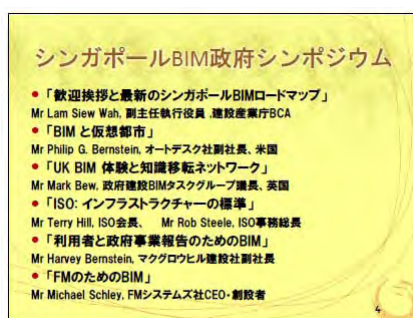 シンガポールBIM政府シンポジウム
• 「歓迎挨拶と最新のシンガポールBIMロードマップ」
Mr Lam Siew Wah, 副主任執行役員 ,建設産業庁BCA
• 「BIM と仮想都市」
Mr Philip G. Bernstein, オートデスク社副社長、米国
• 「UK BIM 体験と知識移転ネットワーク」
Mr Mark Bew, 政府建設BIMタスクグループ議長、英国
• 「ISO: インフラストラクチャーの標準」
Mr Terry Hill, ISO会長、 Mr Rob Steele, ISO事務総長
• 「利用者と政府事業報告のためのBIM」
Mr Harvey Bernstein, マクグロウヒル建設社副社長
• 「FMのためのBIM」
Mr Michael Schley, FMシステムズ社CEO・創設者
4